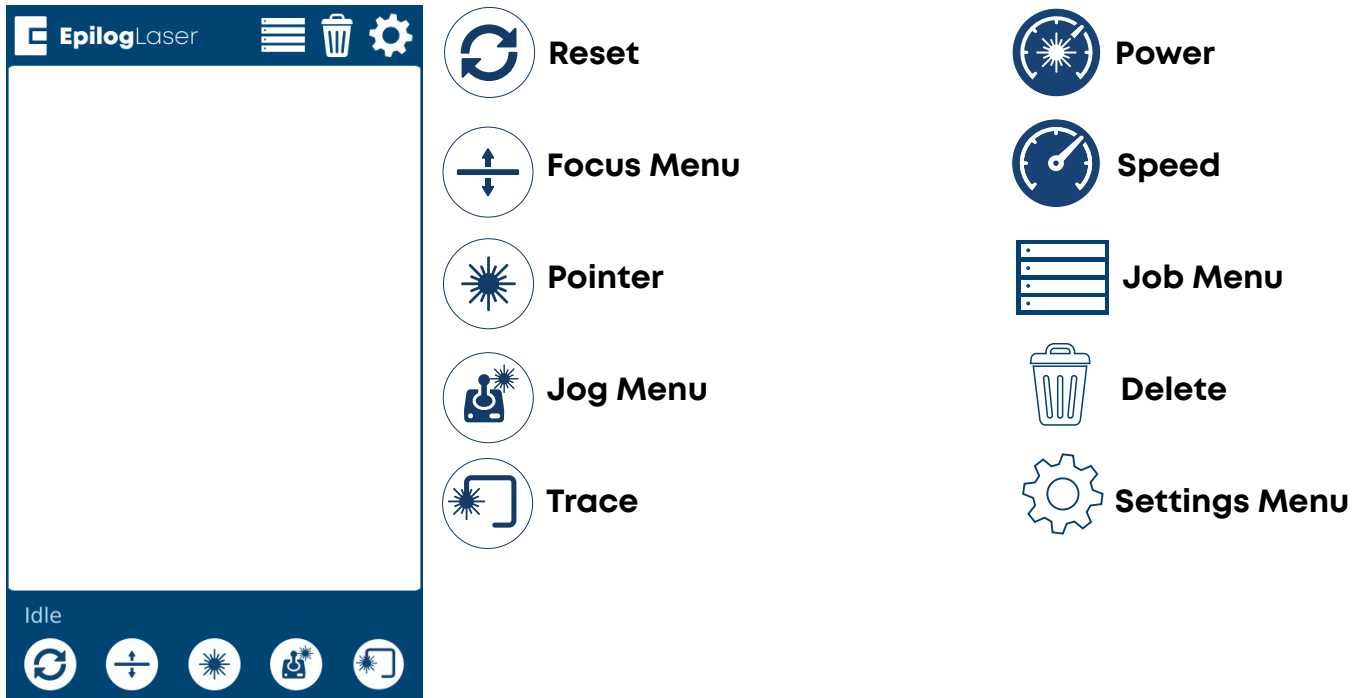 EpilogLaser
Idle
Reset
Focus Menu
Pointer
Jog Menu
Trace
Power
Speed
Job Menu
Delete
Settings Menu